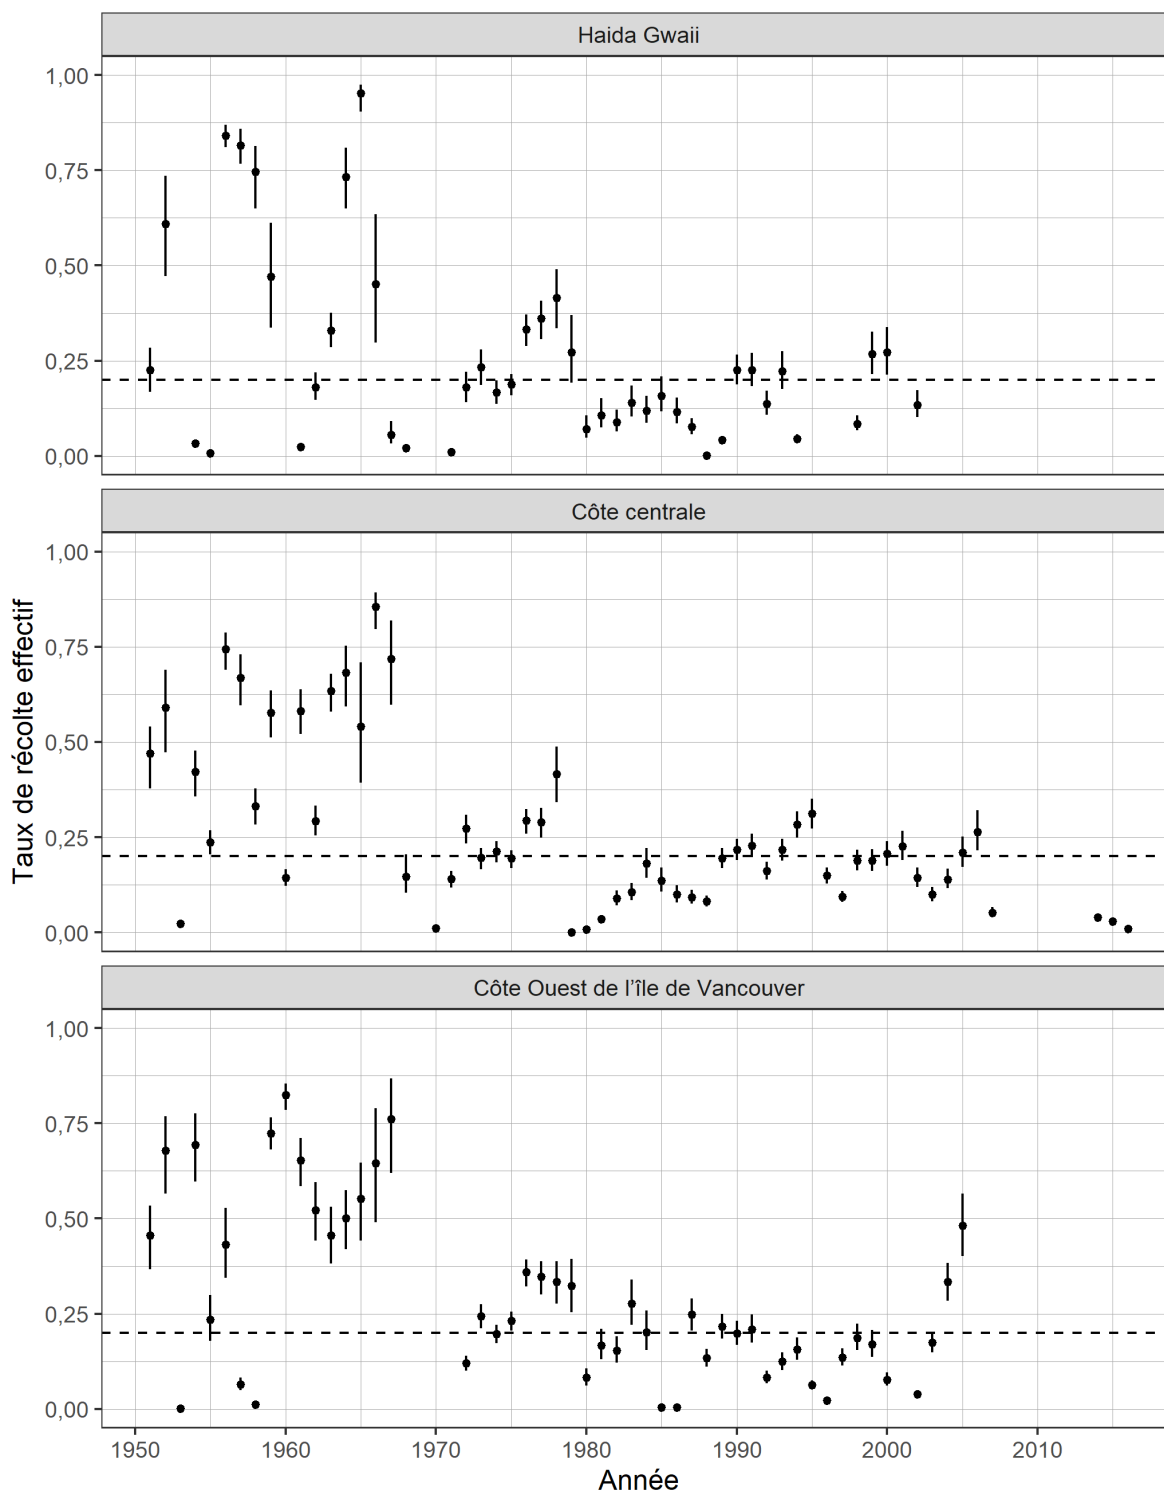 Haida Gwaii
1,00
0,75
0,50
0,25
0,00
Côte centrale
1,00
0,75
0,50
0,25
0,00
Côte Ouest de l’île de Vancouver
1,00
0,75
0,50
0,25
0,00
Taux de récolte effectif
1950 1960 1970 1980 1990 2000 2010
Année